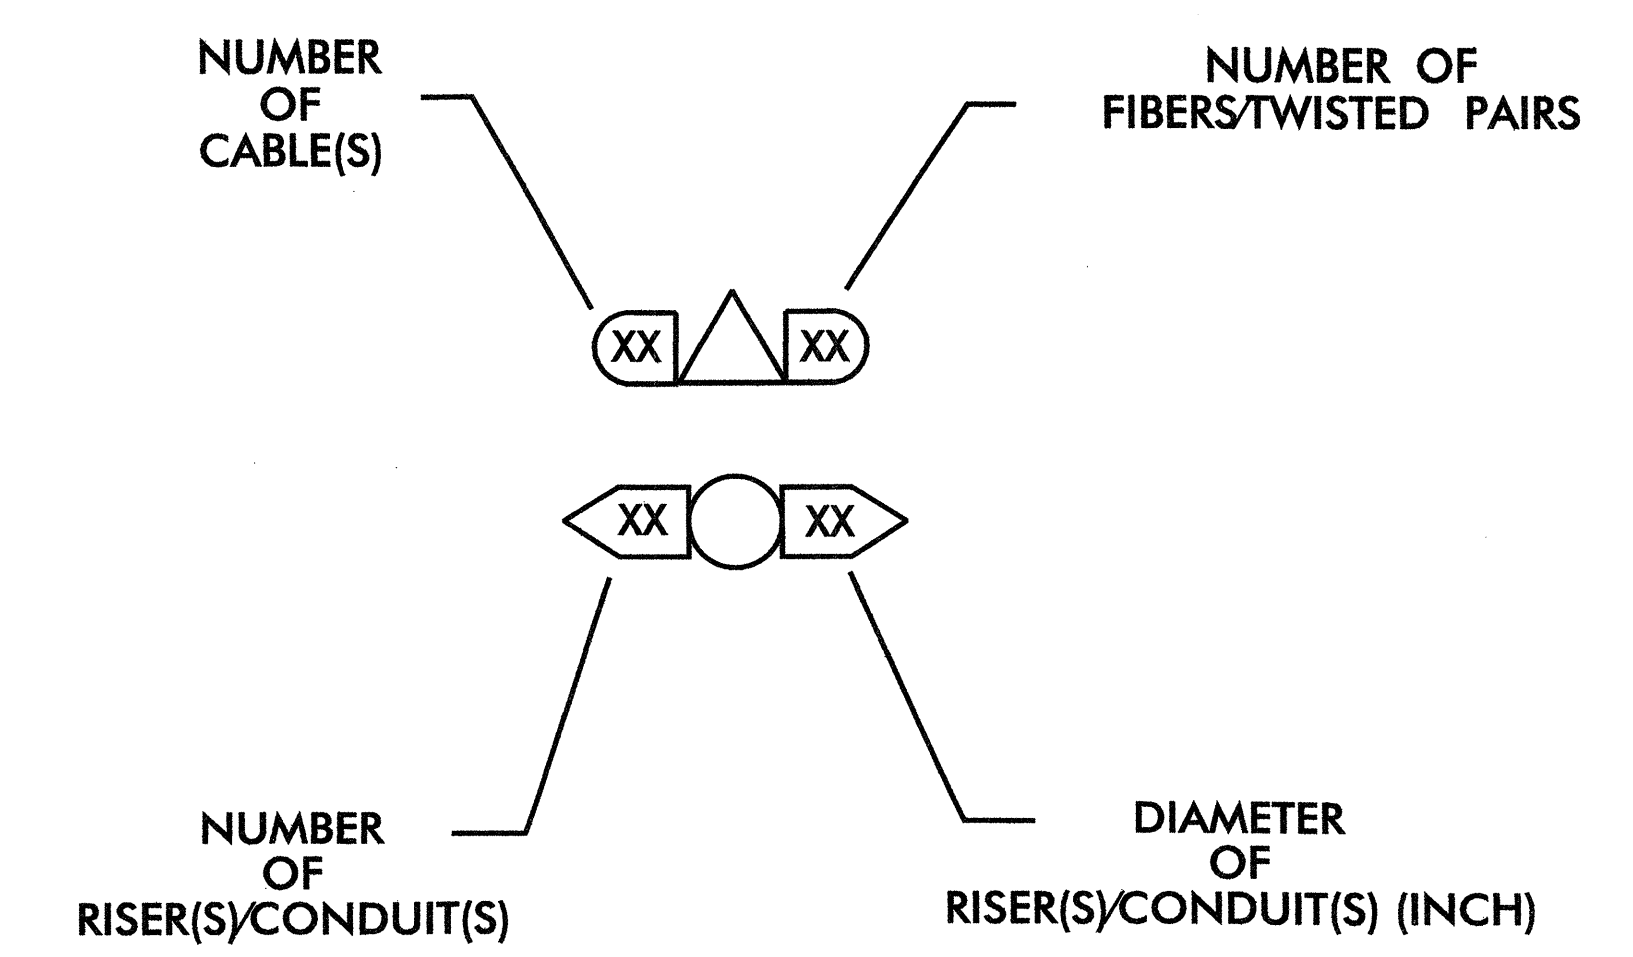 NUMBER
OF
CABLE(S)
NUMBER OF
FIBERS/TWISTED PAIRS
XX
XX
XX
XX
NUMBER
OF
RISER(S)/CONDUIT(S)
DIAMETER
OF
RISER(S)/CONDUIT(S) (INCH)